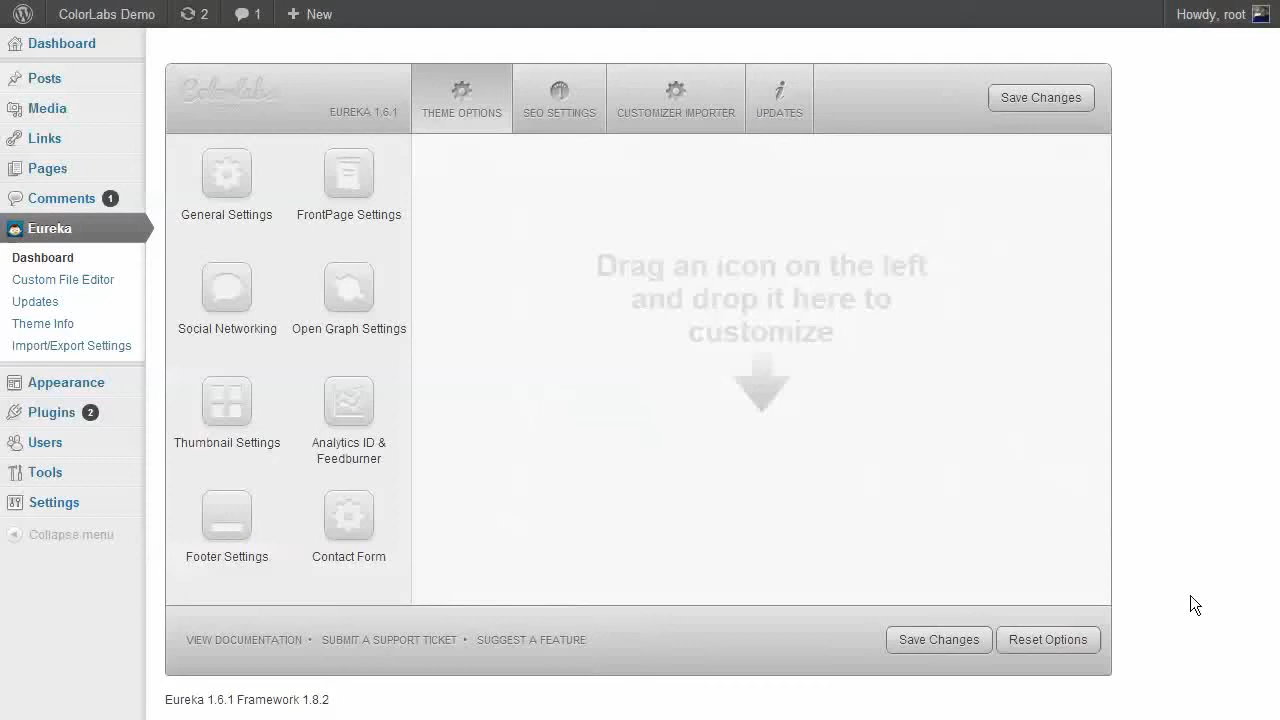 ColorLabs Demo 2 1 New Howdy, root
Dashboard
Posts
Media
Links
Pages
Comments 1
Eureka
Dashboard
Custom File Editor
Updates
Theme Info
Import/Export Settings
Appearance
Plugins 2
Users
Tools
Settings
Collapse menu
Colorlabs
EUREKA 1.6.1
THEME OPTIONS
SEO SETTINGS
CUSTOMIZER IMPORTER
UPDATES
Save Changes
General Settings
FrontPage Settings
Social Networking
Open Graph Settings
Thumbnail Settings
Analytics ID &
Feedburner
Footer Settings
Contact Form
Drag an icon on the left
and drop it here to
customize
VIEW DOCUMENTATION • SUBMIT A SUPPORT TICKET • SUGGEST A FEATURE
Save Changes
Reset Options
Eureka 1.6.1 Framework 1.8.2